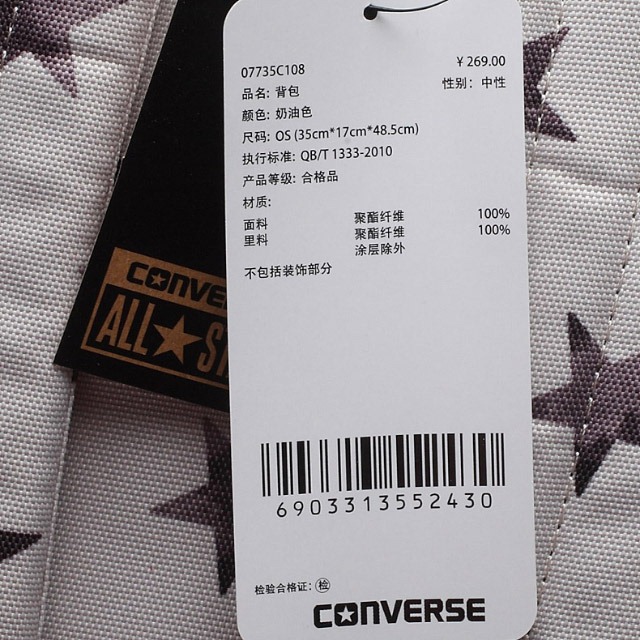 07735C108
¥ 269.00
品名: 背包
性别: 中性
颜色: 奶油色
尺码: OS (35cm*17cm*48.5cm)
执行标准: QB/T 1333-2010
产品等级: 合格品
材质:
面料 聚酯纤维 100%
里料 聚酯纤维 100%
涂层除外
不包括装饰部分
CONVE
ALL★S
6903313552430
检验合格证: 检
CONVERSE